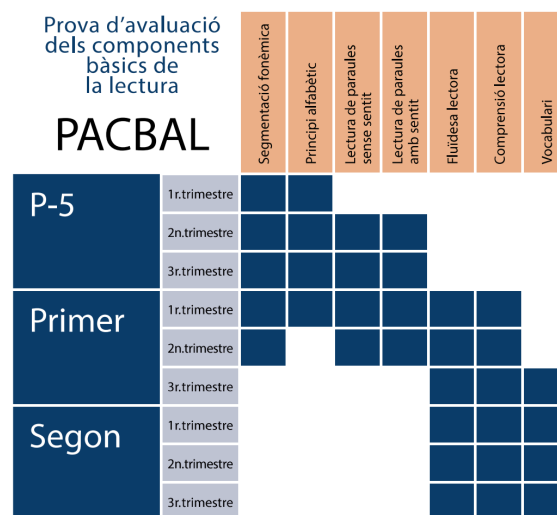 Prova d'avaluació
dels components
bàsics de
la lectura
PACBAL
Segmentació fonèmica
Principi alfabètic
Lectura de paraules
sense sentit
Lectura de paraules
amb sentit
Fluïdesa lectora
Comprensió lectora
Vocabulari
P-5
1r.trimestre
2n.trimestre
3r.trimestre
Primer
1r.trimestre
2n.trimestre
3r.trimestre
Segon
1r.trimestre
2n.trimestre
3r.trimestre